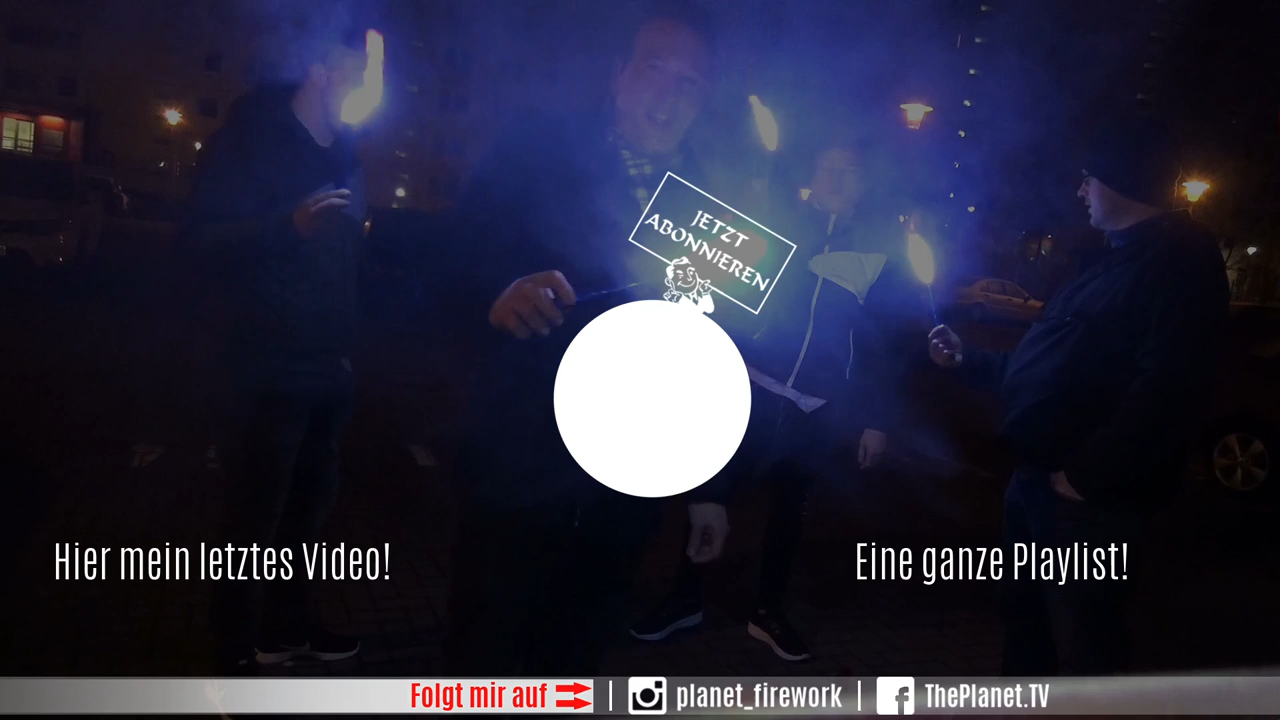 JETZT
ABONNIEREN
Hier mein letztes Video!
Eine ganze Playlist!
Folgt mir auf | planet_firework | ThePlanet.TV